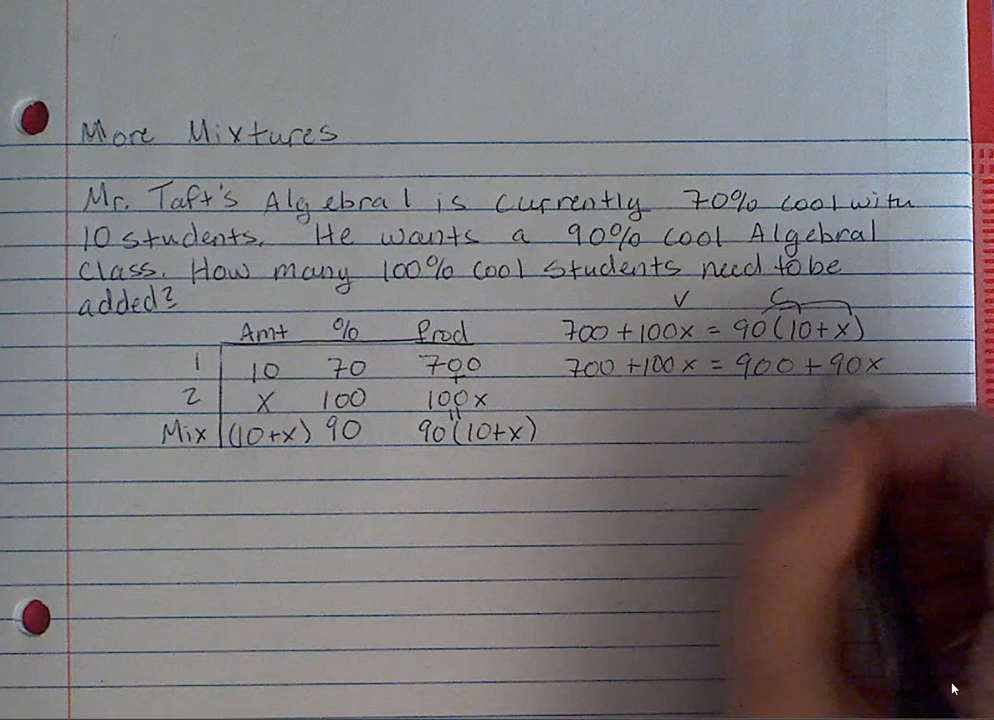 More Mixtures
Mr. Taft's Algebra 1 is currently 70% cool with
10 students. He wants a 90% cool Algebra 1
class. How many 100% cool students need to be
added?
Amt % Prod
1 10 70 700
+
2 x 100 100x
=
Mix (10+x) 90 90(10+x)
700 + 100x = 90(10+x)
700 + 100x = 900 + 90x